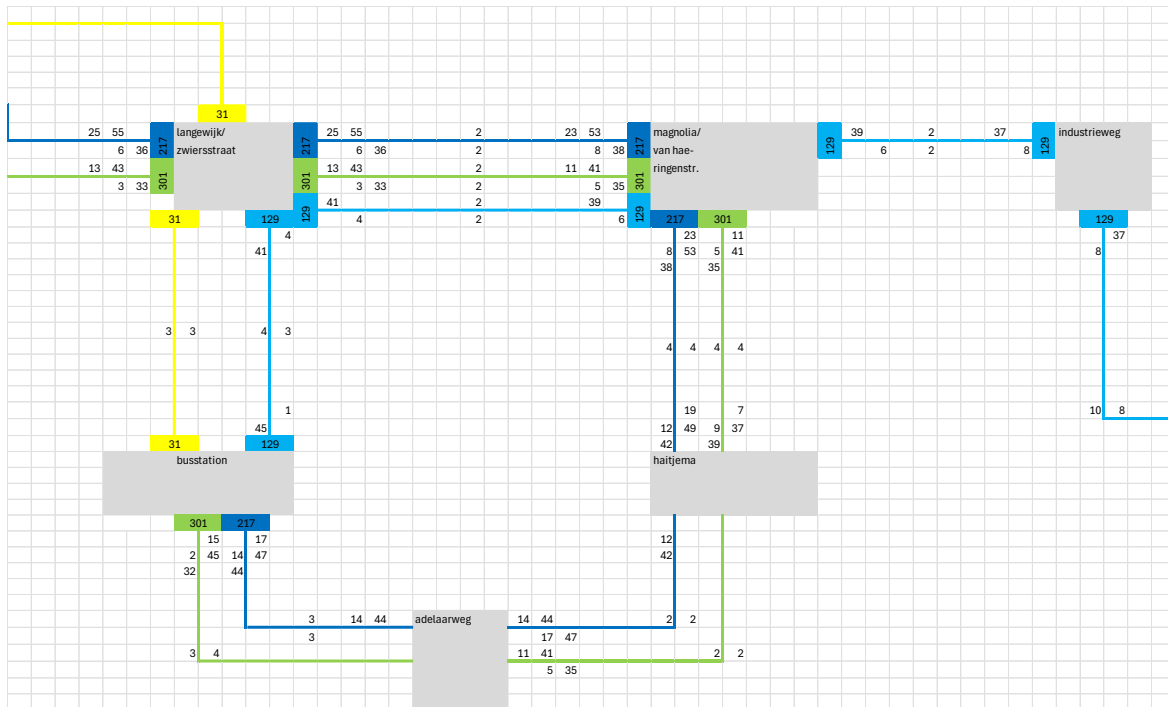 31
25 55 217 langewijk/ 217 25 55 2 23 53 217 magnolia/ 129 39 2 37 129 industrieweg
6 36 zwiersstraat 6 36 2 8 38 van hae- 6 2 8
13 43 301 301 13 43 2 11 41 301 ringenstr.
3 33 3 33 2 5 35
129 41 2 39 129
31 129 4 2 6 217 301 129
4 23 11 37
41 8 53 5 41 8
38 35
3 3 4 3
4 4 4 4
1 19 7 10 8
45 12 49 9 37
31 129 42 39
busstation haitjema
301 217
15 17 12
2 45 14 47 42
32 44
3 14 44 adelaarweg 14 44 2 2
3 17 47
3 4 11 41 2 2
5 35